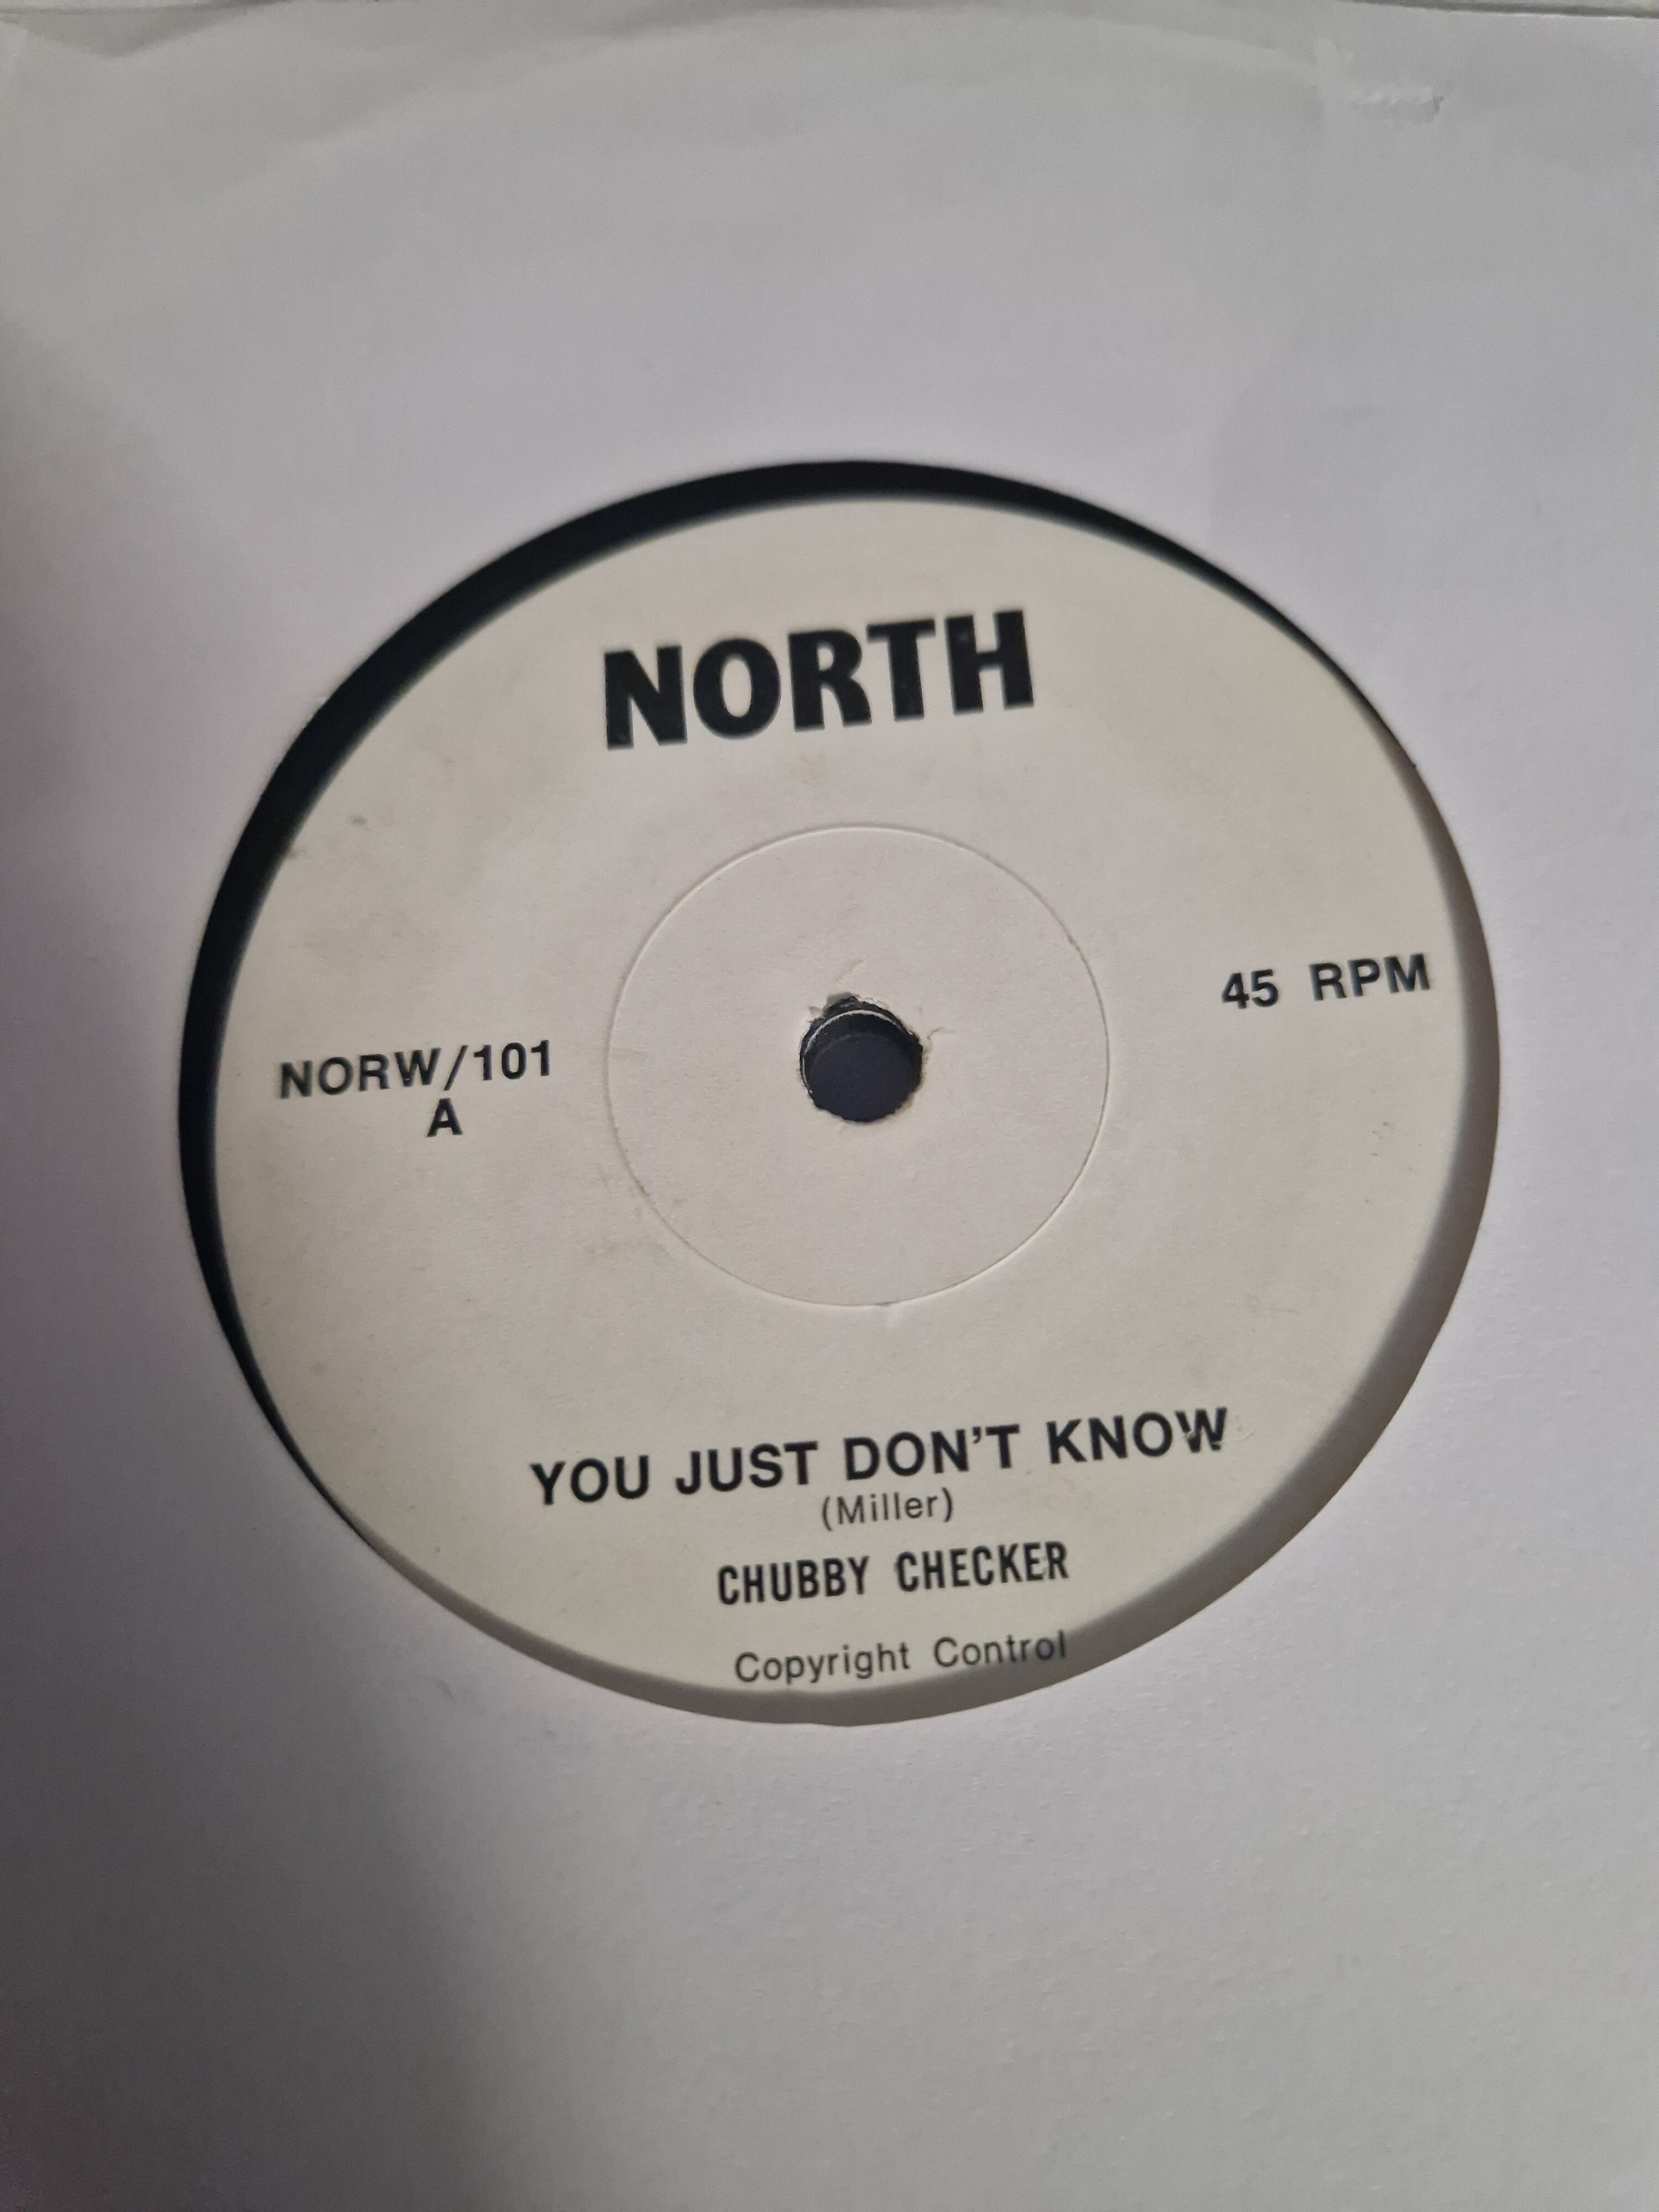 NORTH
45 RPM
NORW/101
A
YOU JUST DON'T KNOW
(Miller)
CHUBBY CHECKER
Copyright Control